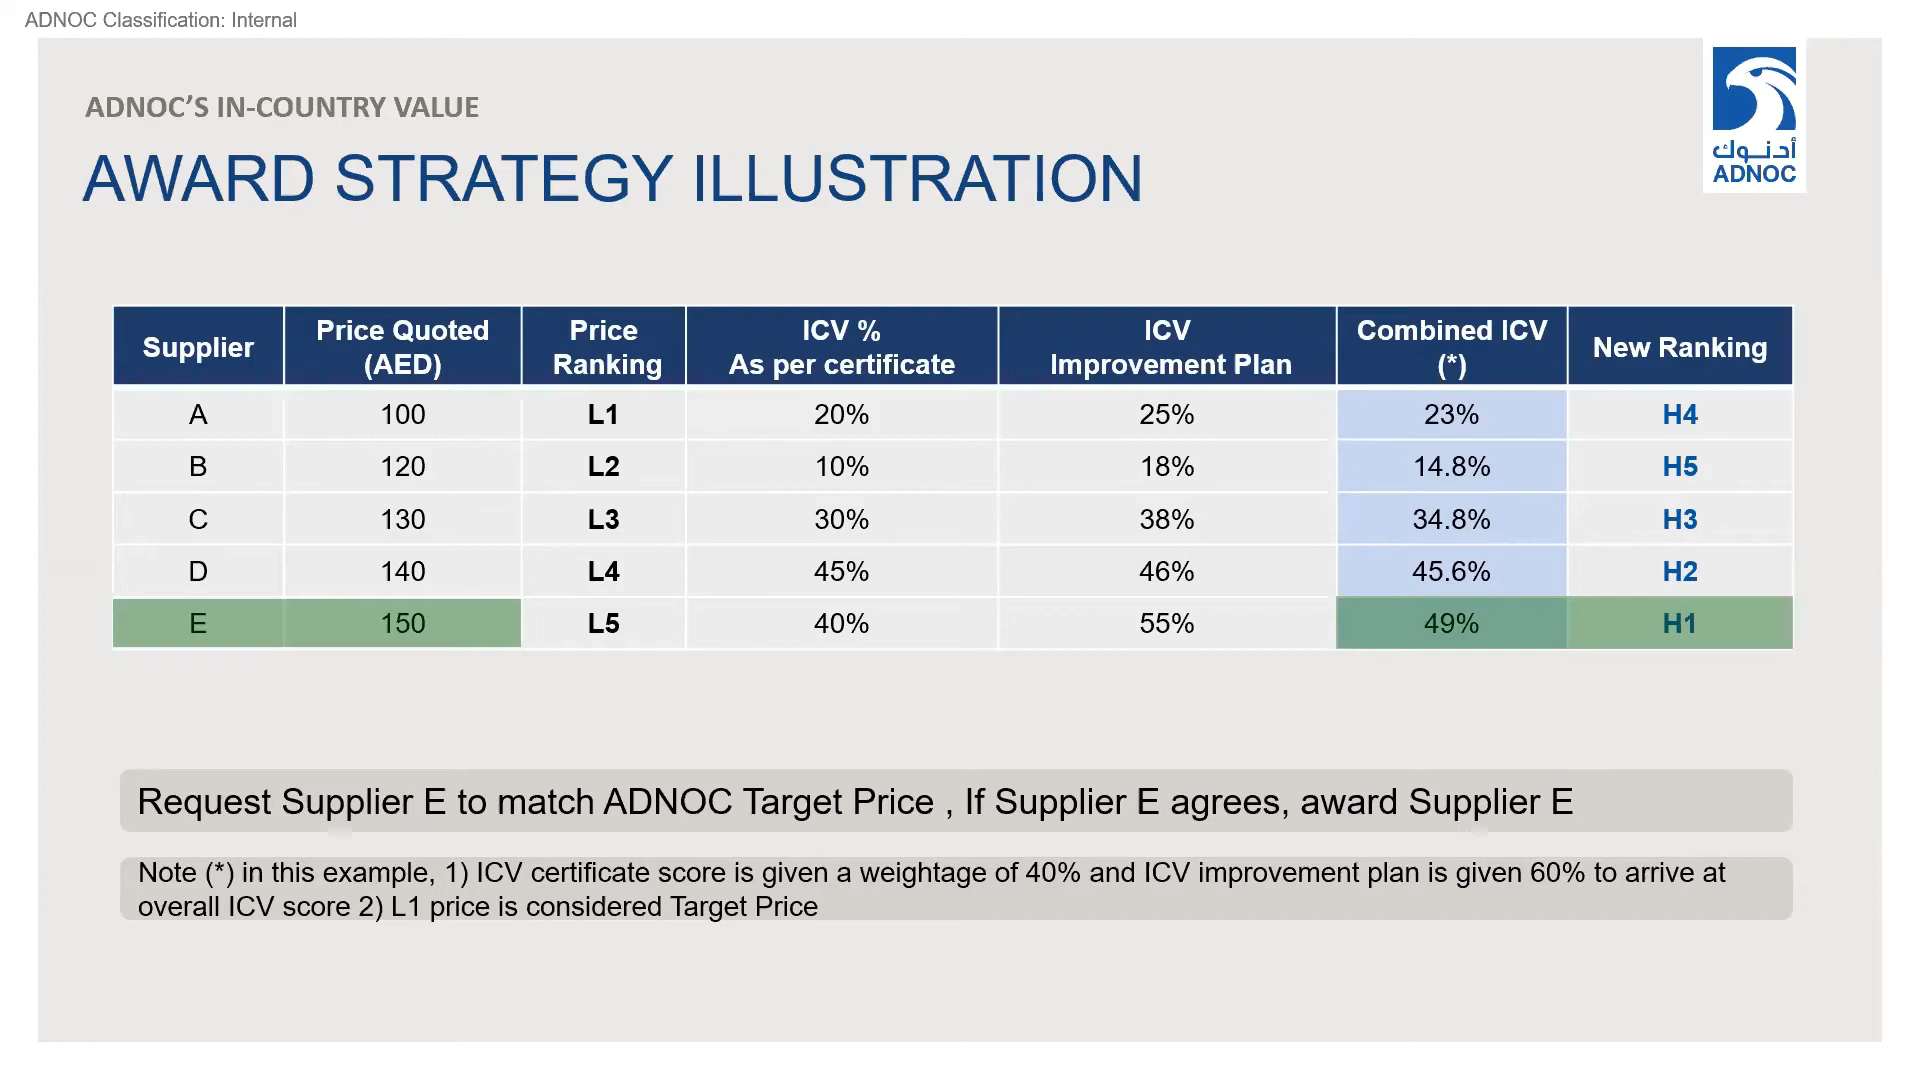 ADNOC Classification: Internal
ADNOC’S IN-COUNTRY VALUE
AWARD STRATEGY ILLUSTRATION
أدنوك
ADNOC
Supplier Price Quoted (AED) Price Ranking ICV % As per certificate ICV Improvement Plan Combined ICV (*) New Ranking
A 100 L1 20% 25% 23% H4
B 120 L2 10% 18% 14.8% H5
C 130 L3 30% 38% 34.8% H3
D 140 L4 45% 46% 45.6% H2
E 150 L5 40% 55% 49% H1
Request Supplier E to match ADNOC Target Price , If Supplier E agrees, award Supplier E
Note (*) in this example, 1) ICV certificate score is given a weightage of 40% and ICV improvement plan is given 60% to arrive at
overall ICV score 2) L1 price is considered Target Price